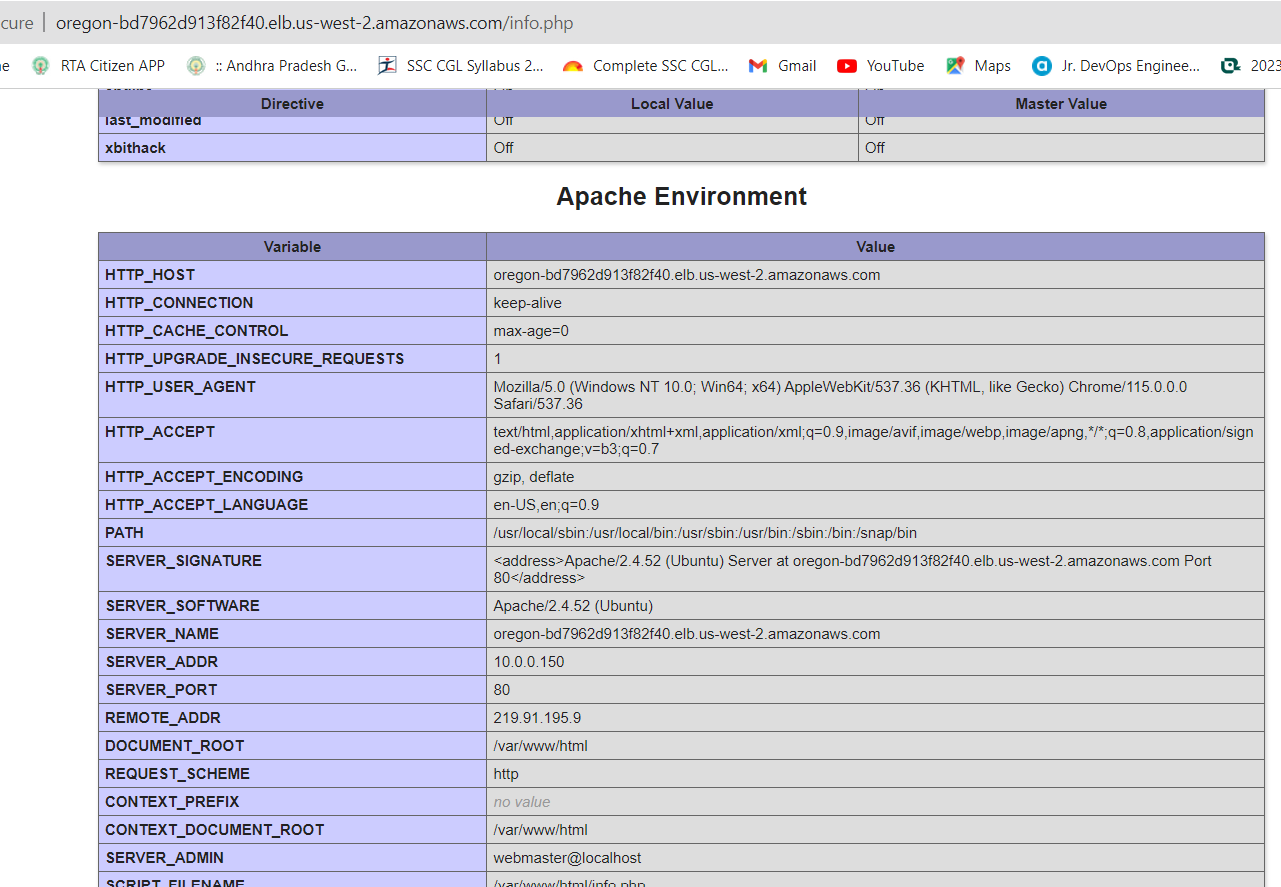 cure | oregon-bd7962d913f82f40.elb.us-west-2.amazonaws.com/info.php
ne RTA Citizen APP :: Andhra Pradesh G... SSC CGL Syllabus 2... Complete SSC CGL... Gmail YouTube Maps Jr. DevOps Enginee... 2023
Directive Local Value Master Value
last_modified Off Off
xbithack Off Off
Apache Environment
Variable Value
HTTP_HOST oregon-bd7962d913f82f40.elb.us-west-2.amazonaws.com
HTTP_CONNECTION keep-alive
HTTP_CACHE_CONTROL max-age=0
HTTP_UPGRADE_INSECURE_REQUESTS 1
HTTP_USER_AGENT Mozilla/5.0 (Windows NT 10.0; Win64; x64) AppleWebKit/537.36 (KHTML, like Gecko) Chrome/115.0.0.0
Safari/537.36
HTTP_ACCEPT text/html,application/xhtml+xml,application/xml;q=0.9,image/avif,image/webp,image/apng,*/*;q=0.8,application/sign
ed-exchange;v=b3;q=0.7
HTTP_ACCEPT_ENCODING gzip, deflate
HTTP_ACCEPT_LANGUAGE en-US,en;q=0.9
PATH /usr/local/sbin:/usr/local/bin:/usr/sbin:/usr/bin:/sbin:/bin:/snap/bin
SERVER_SIGNATURE <address>Apache/2.4.52 (Ubuntu) Server at oregon-bd7962d913f82f40.elb.us-west-2.amazonaws.com Port
80</address>
SERVER_SOFTWARE Apache/2.4.52 (Ubuntu)
SERVER_NAME oregon-bd7962d913f82f40.elb.us-west-2.amazonaws.com
SERVER_ADDR 10.0.0.150
SERVER_PORT 80
REMOTE_ADDR 219.91.195.9
DOCUMENT_ROOT /var/www/html
REQUEST_SCHEME http
CONTEXT_PREFIX no value
CONTEXT_DOCUMENT_ROOT /var/www/html
SERVER_ADMIN webmaster@localhost
SCRIPT_FILENAME /var/www/html/info.php